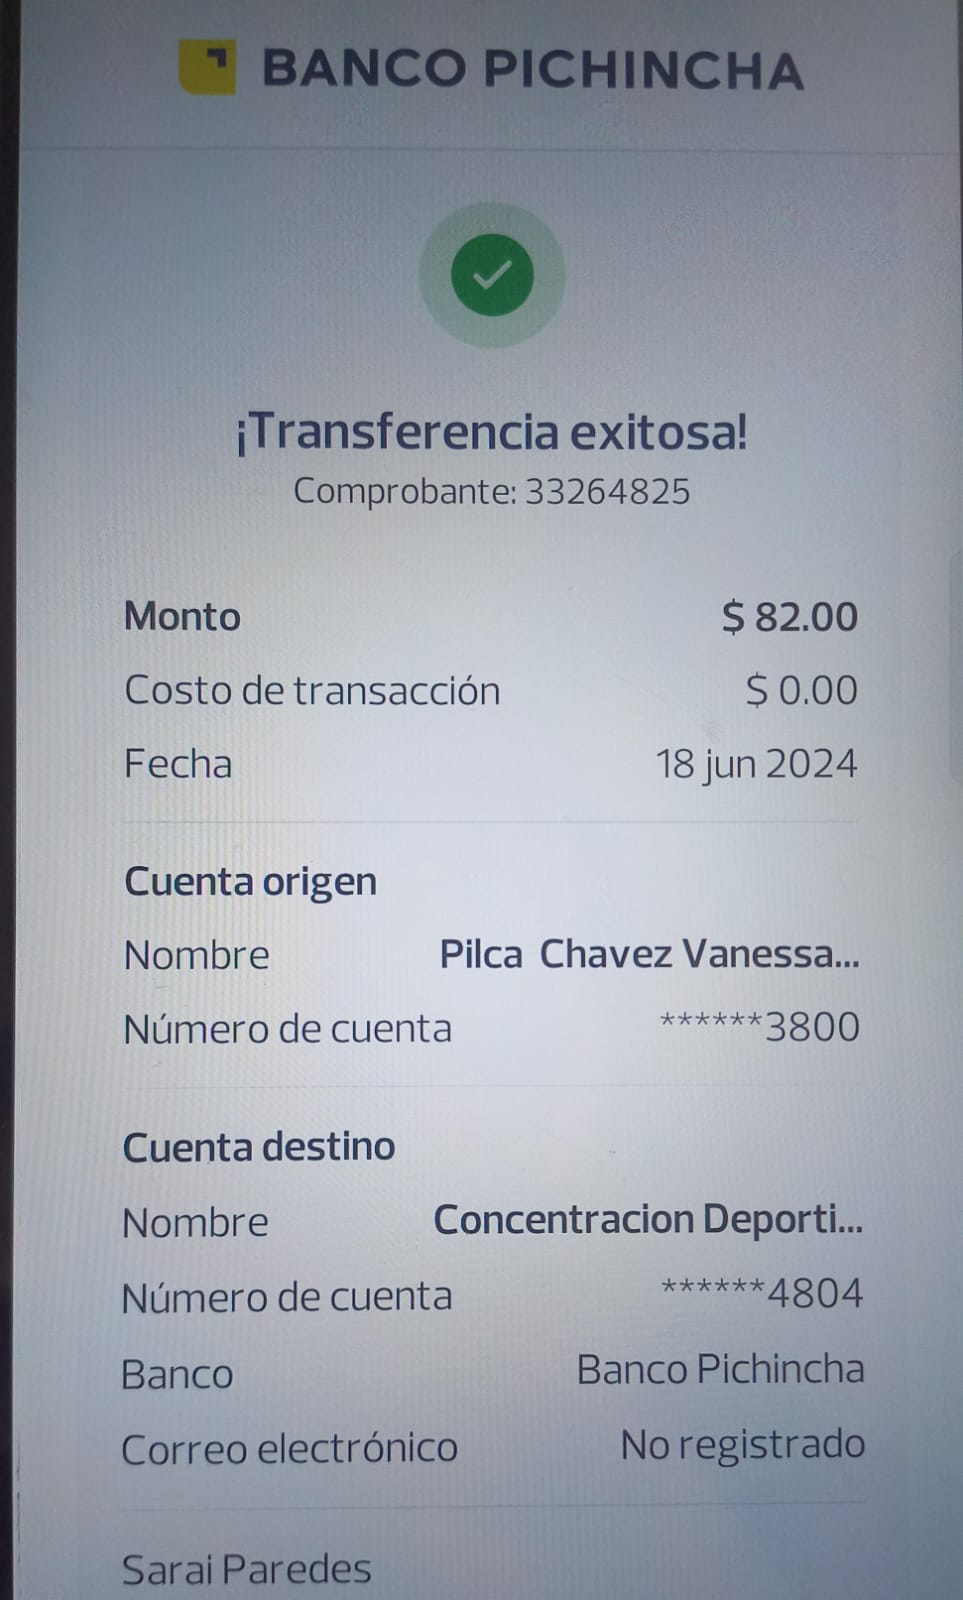 BANCO PICHINCHA
¡Transferencia exitosa!
Comprobante: 33264825
Monto $ 82.00
Costo de transacción $ 0.00
Fecha 18 jun 2024
Cuenta origen
Nombre Pilca Chavez Vanessa...
Número de cuenta ******3800
Cuenta destino
Nombre Concentracion Deporti...
Número de cuenta ******4804
Banco Banco Pichincha
Correo electrónico No registrado
Sarai Paredes